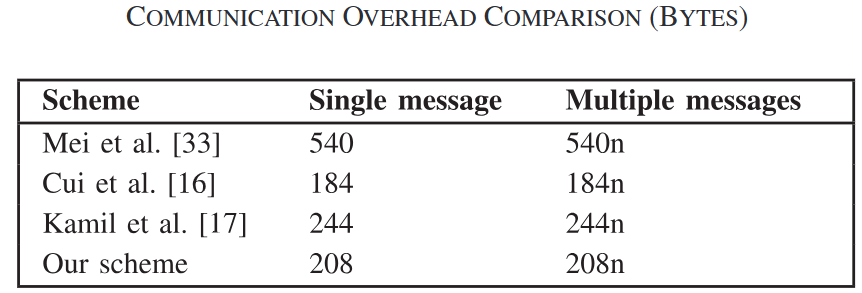 COMMUNICATION OVERHEAD COMPARISON (BYTES)
Scheme Single message Multiple messages
Mei et al. [33] 540 540n
Cui et al. [16] 184 184n
Kamil et al. [17] 244 244n
Our scheme 208 208n